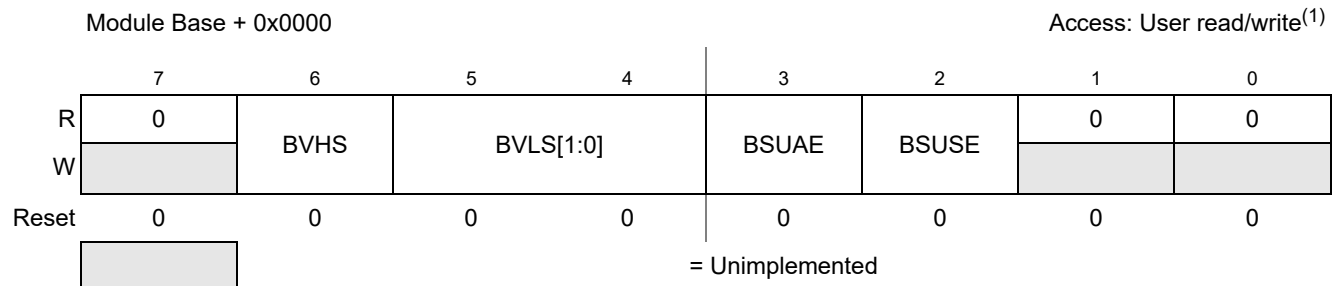 Module Base + 0x0000 Access: User read/write(1)
7 6 5 4 3 2 1 0
R 0 BVHS BVLS[1:0] BSUAE BSUSE 0 0
W
Reset 0 0 0 0 0 0 0 0
= Unimplemented